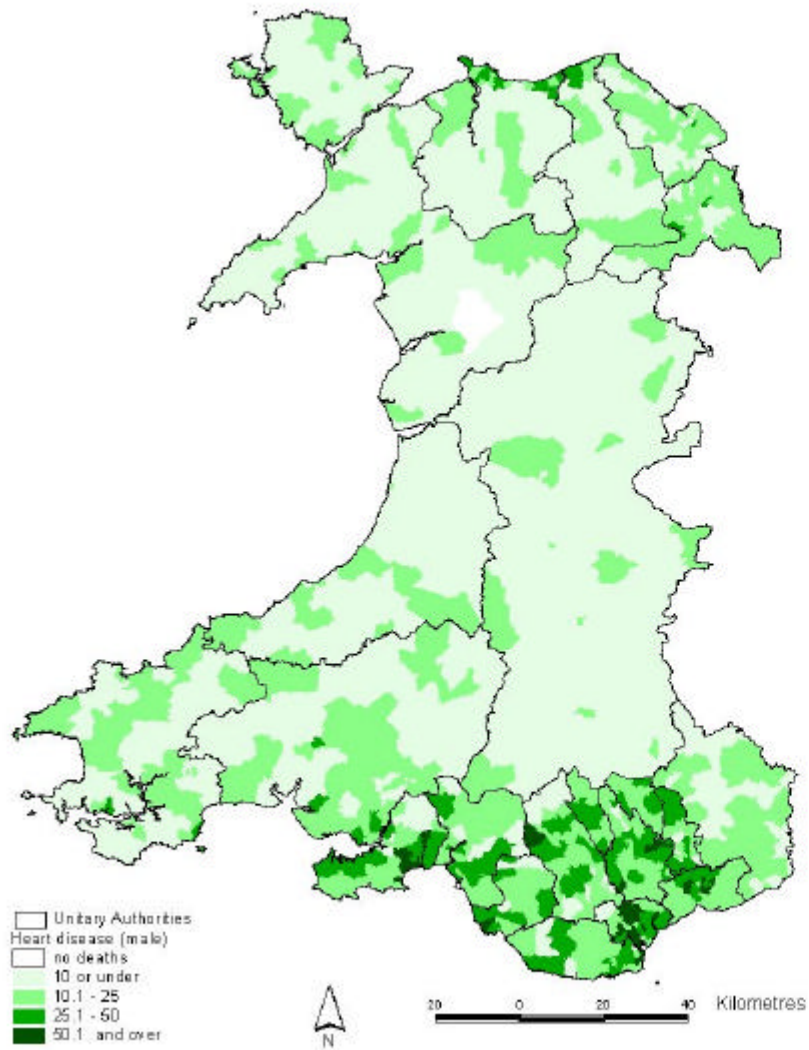 Unitary Authorities
Heart disease (male)
no deaths
10 or under
10.1 - 25
25.1 - 50
50.1 and over
N
20 0 20 40 Kilometres